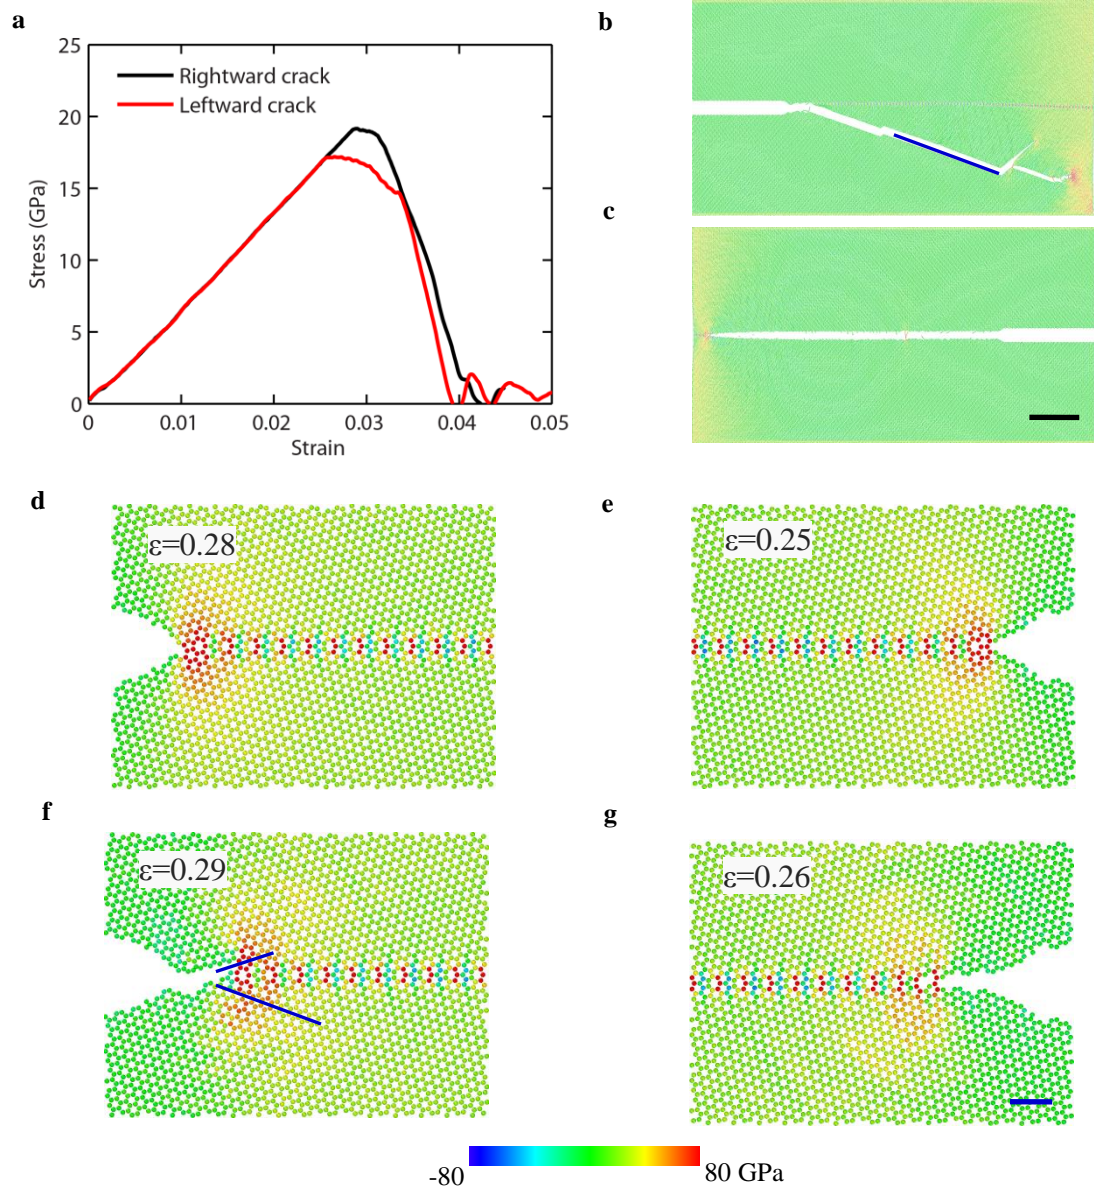 a
25
20
15
10
5
0
Stress (GPa)
Rightward crack
Leftward crack
0 0.01 0.02 0.03 0.04 0.05
Strain
b
c
d
ε=0.28
e
ε=0.25
f
ε=0.29
g
ε=0.26
-80 80 GPa